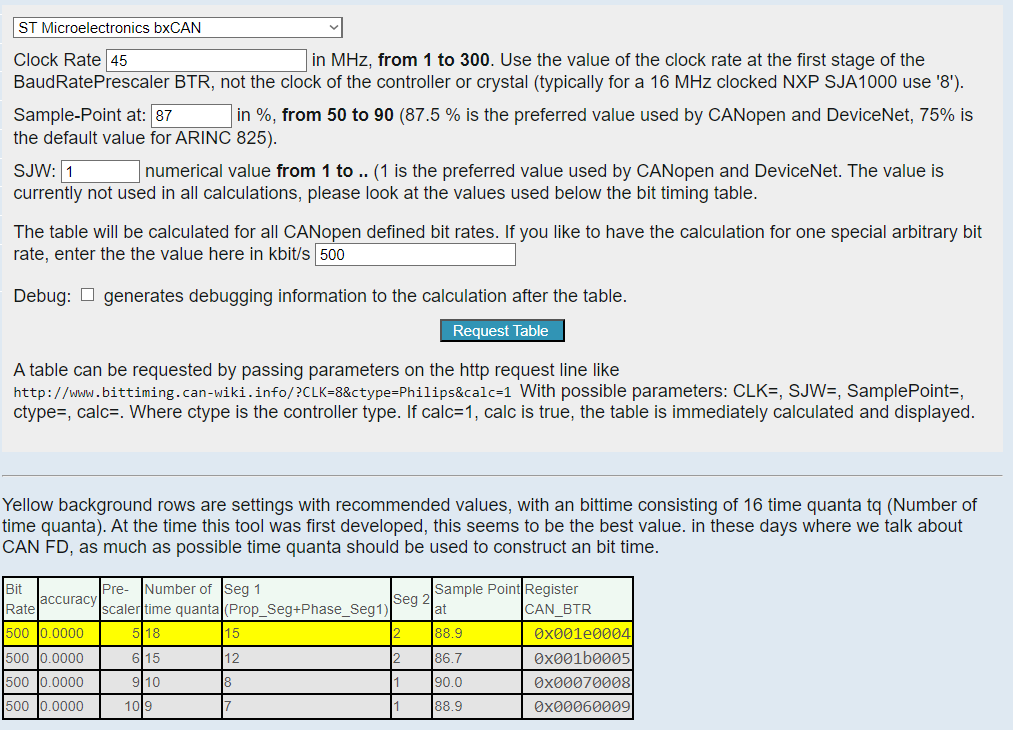 ST Microelectronics bxCAN
Clock Rate 45 in MHz, from 1 to 300. Use the value of the clock rate at the first stage of the
BaudRatePrescaler BTR, not the clock of the controller or crystal (typically for a 16 MHz clocked NXP SJA1000 use '8').
Sample-Point at: 87 in %, from 50 to 90 (87.5 % is the preferred value used by CANopen and DeviceNet, 75% is
the default value for ARINC 825).
SJW: 1 numerical value from 1 to .. (1 is the preferred value used by CANopen and DeviceNet. The value is
currently not used in all calculations, please look at the values used below the bit timing table.
The table will be calculated for all CANopen defined bit rates. If you like to have the calculation for one special arbitrary bit
rate, enter the the value here in kbit/s 500
Debug: generates debugging information to the calculation after the table.
Request Table
A table can be requested by passing parameters on the http request line like
http://www.bittiming.can-wiki.info/?CLK=8&ctype=Philips&calc=1 With possible parameters: CLK=, SJW=, SamplePoint=,
ctype=, calc=. Where ctype is the controller type. If calc=1, calc is true, the table is immediately calculated and displayed.
Yellow background rows are settings with recommended values, with an bittime consisting of 16 time quanta tq (Number of
time quanta). At the time this tool was first developed, this seems to be the best value. in these days where we talk about
CAN FD, as much as possible time quanta should be used to construct an bit time.
Bit Rate accuracy Pre-scaler Number of time quanta Seg 1 (Prop_Seg+Phase_Seg1) Seg 2 Sample Point at Register CAN_BTR
500 0.0000 5 18 15 2 88.9 0x001e0004
500 0.0000 6 15 12 2 86.7 0x001b0005
500 0.0000 9 10 8 1 90.0 0x00070008
500 0.0000 10 9 7 1 88.9 0x00060009